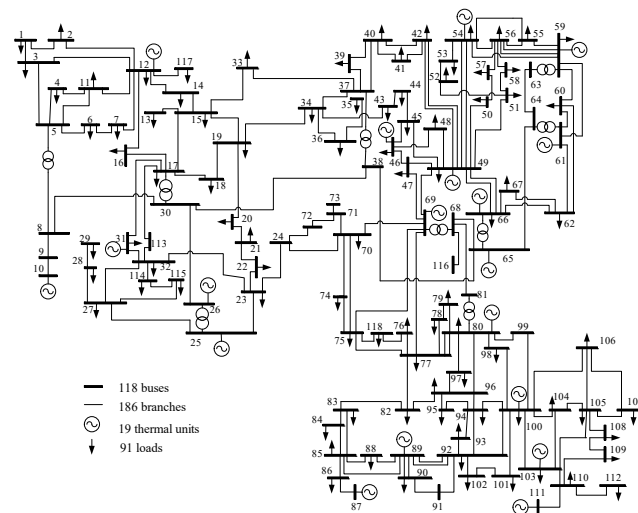 1 2 40 42 54 56 55 59
3 12 117 33 39 41 53 57 58 63
4 11 14 37 44 52 60
35 43 50 51 64
5 6 7 13 15 34 45 48
16 19 36 46 61
17 18 38 47 49
30 67
8 31 20 73 69 68 66 62
113 72 71
9 29 21 24 70
10 28 32 22 116 65
114 115
27 26 23 74 79 81
25 75 118 76 78 80 99
77 98 106
118 buses 97 96
186 branches 83 82 95 94 100 104 105 10
19 thermal units 84 93 108
91 loads 85 88 89 92 109
86 90 102 101 103 110 112
87 91 111